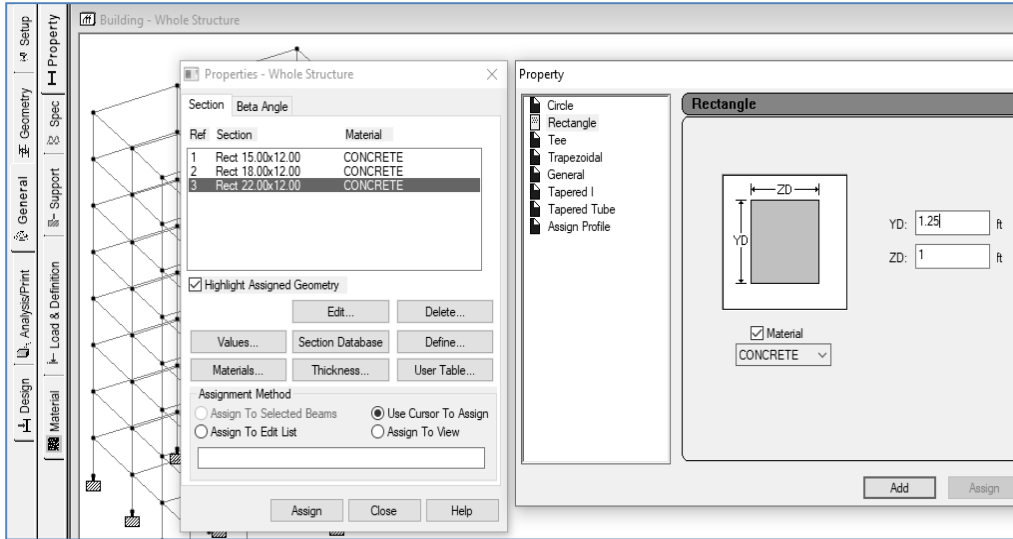 Setup
Geometry
General
Analysis/Print
Design
Property
Spec
Support
Load & Definition
Material
Building - Whole Structure
Properties - Whole Structure
Section Beta Angle
Ref Section Material
1 Rect 15.00x12.00 CONCRETE
2 Rect 18.00x12.00 CONCRETE
3 Rect 22.00x12.00 CONCRETE
Highlight Assigned Geometry
Edit... Delete...
Values... Section Database Define...
Materials... Thickness... User Table...
Assignment Method
Assign To Selected Beams Use Cursor To Assign
Assign To Edit List Assign To View
Assign Close Help
Property
Circle
Rectangle
Tee
Trapezoidal
General
Tapered I
Tapered Tube
Assign Profile
Rectangle
ZD
YD
YD: 1.25 ft
ZD: 1 ft
Material
CONCRETE
Add Assign